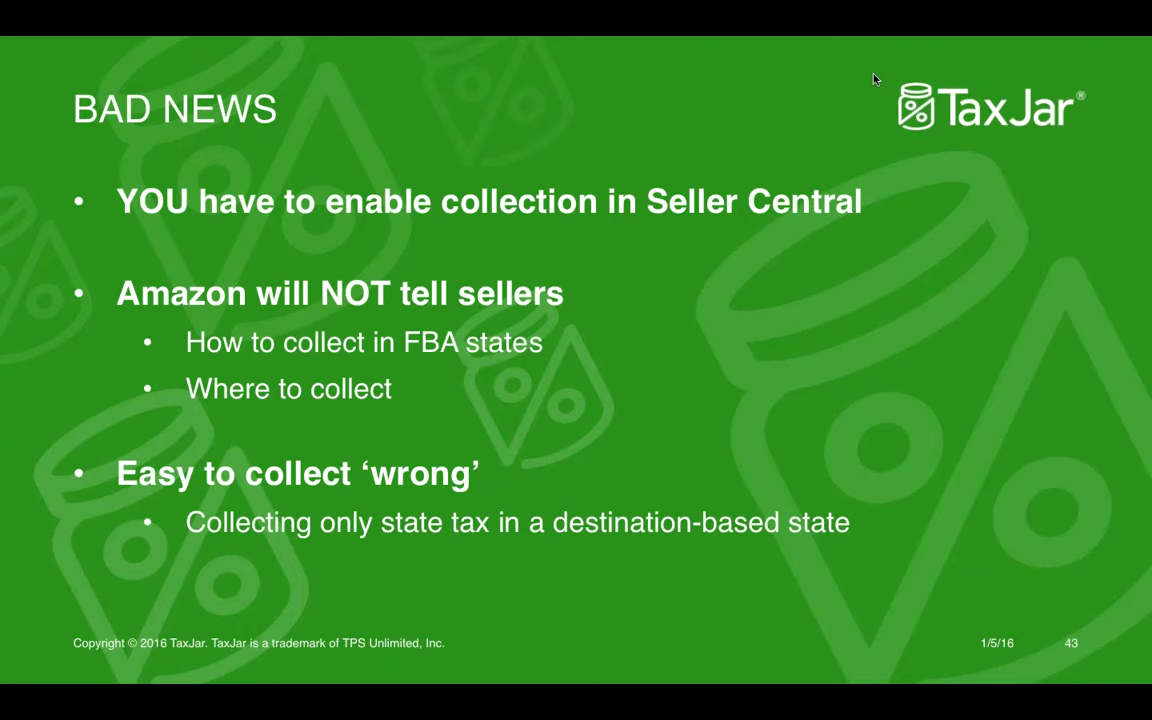 BAD NEWS
TaxJar®
• YOU have to enable collection in Seller Central
• Amazon will NOT tell sellers
• How to collect in FBA states
• Where to collect
• Easy to collect ‘wrong’
• Collecting only state tax in a destination-based state
Copyright © 2016 TaxJar. TaxJar is a trademark of TPS Unlimited, Inc.
1/5/16
43